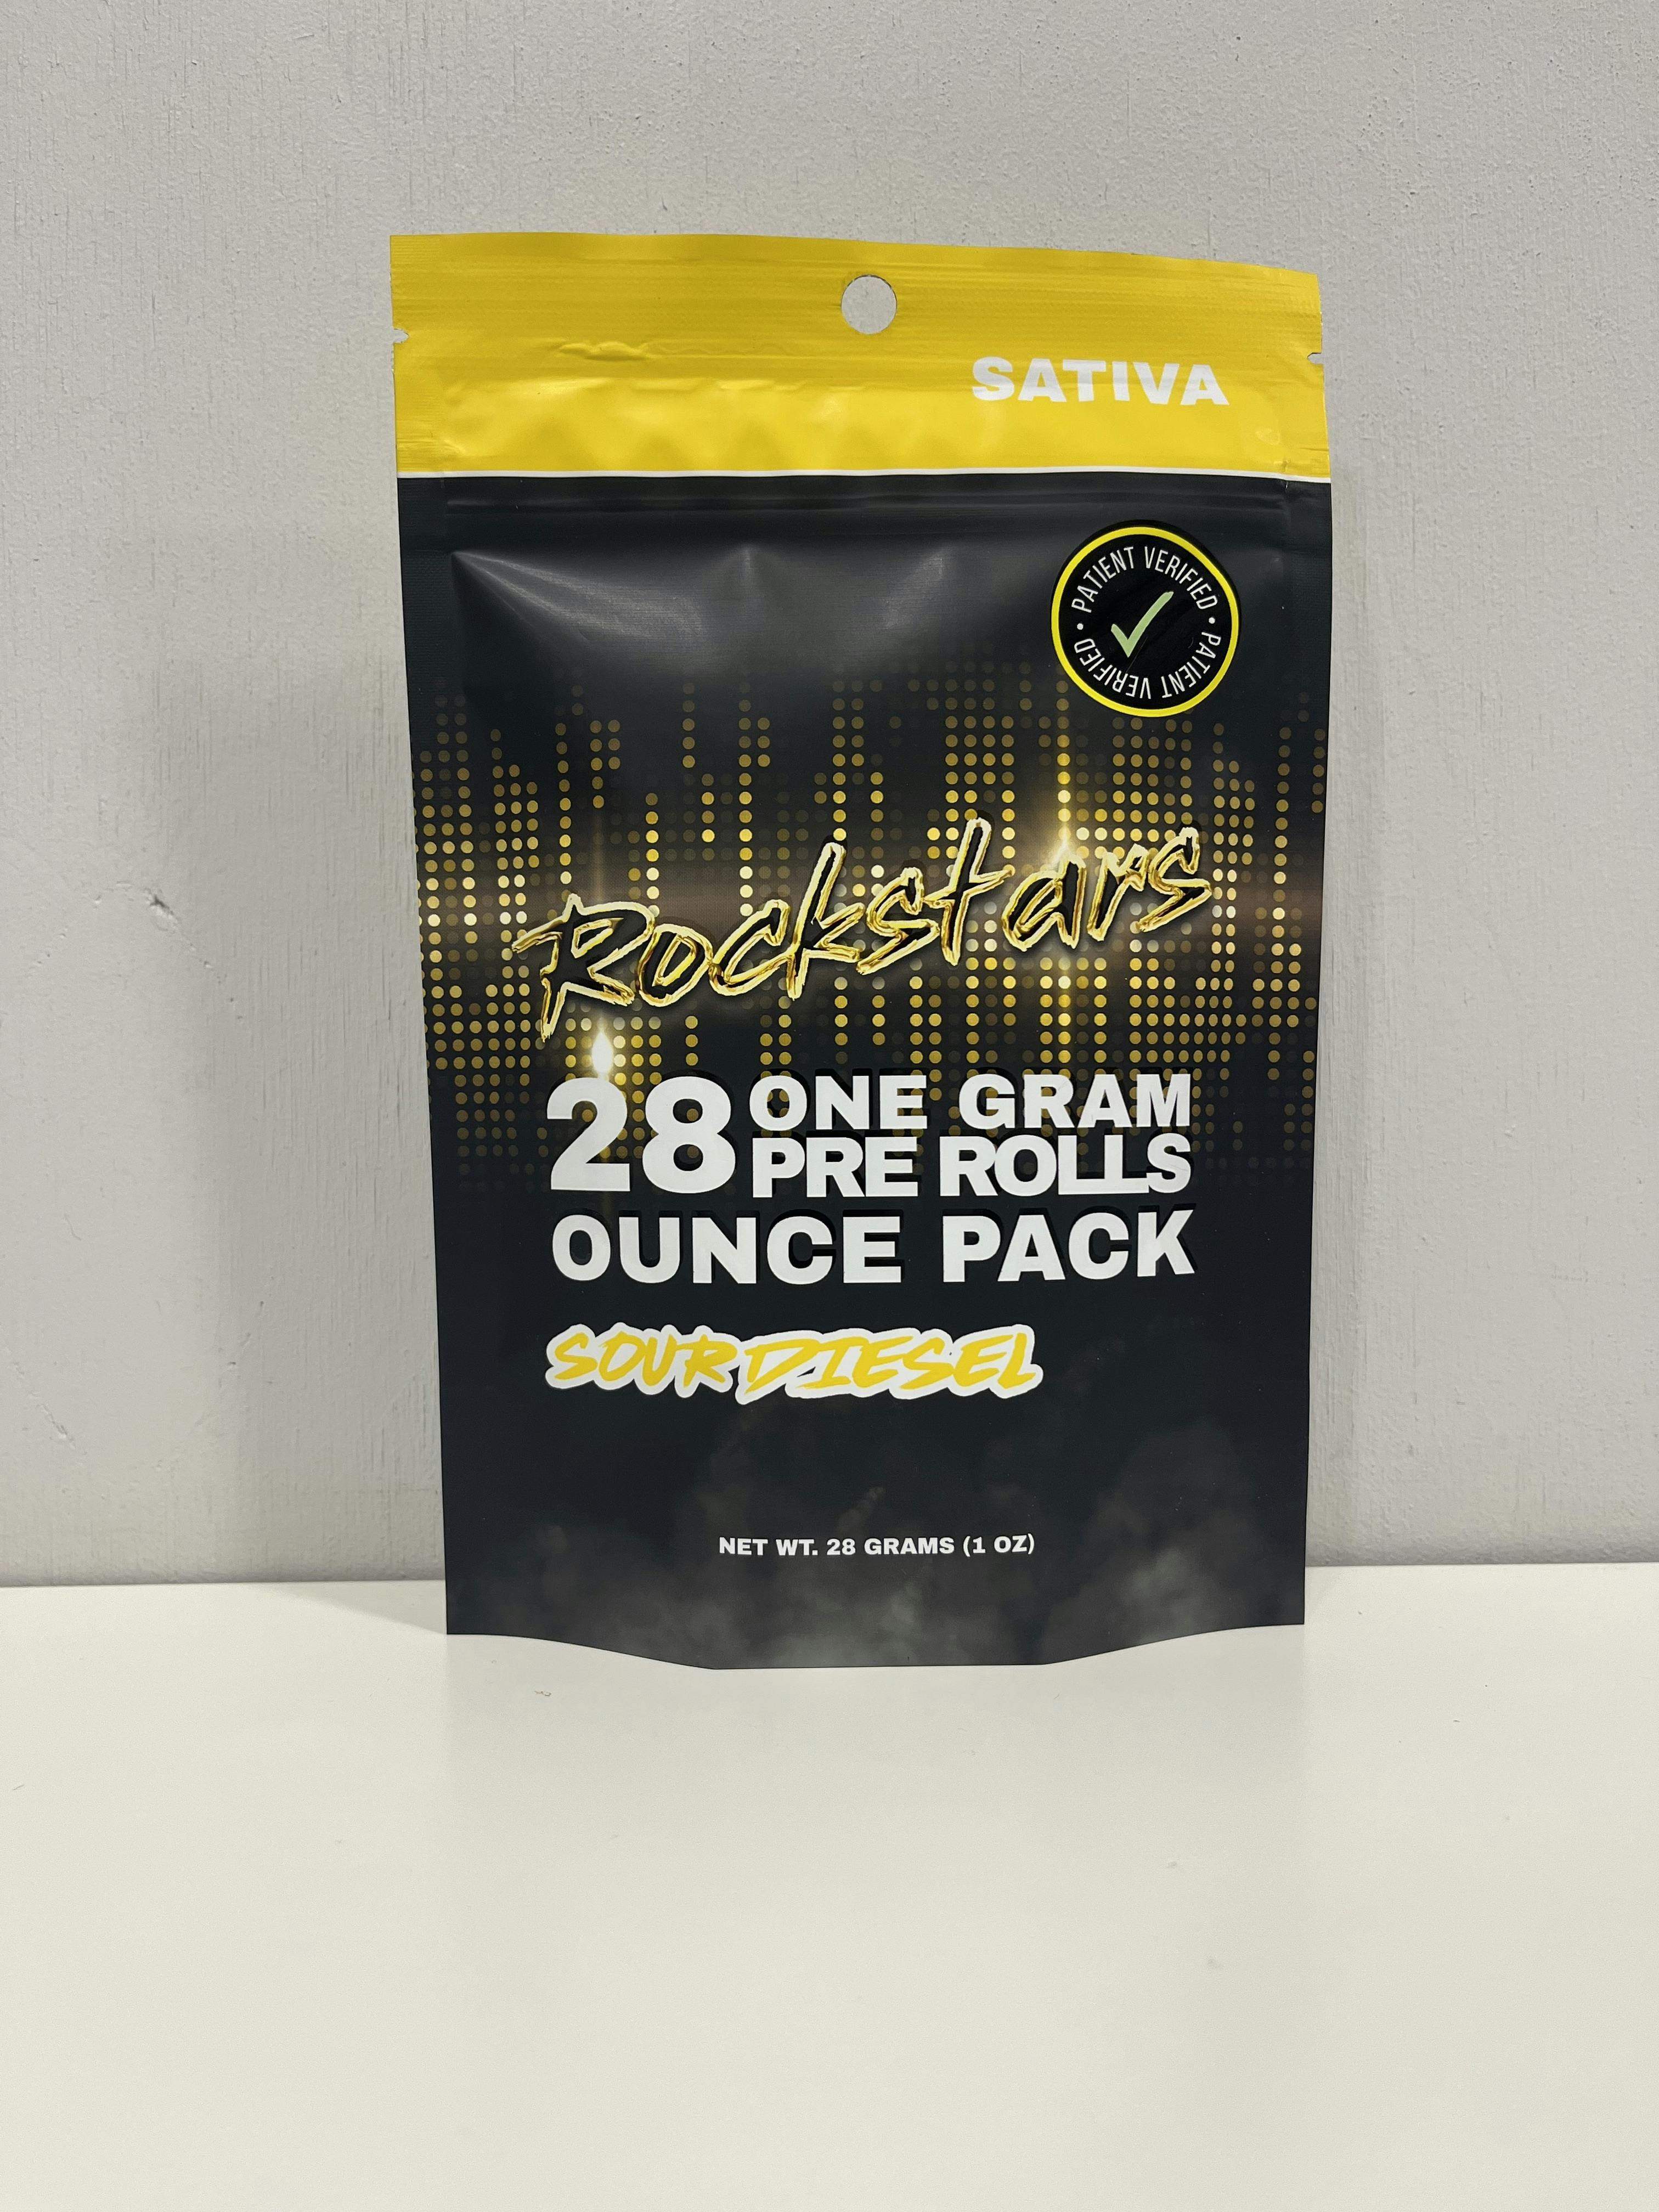 SATIVA
• PATIENT VERIFIED • PATIENT VERIFIED
Rockstars
28 ONE GRAM
PRE ROLLS
OUNCE PACK
SOUR DIESEL
NET WT. 28 GRAMS (1 OZ)